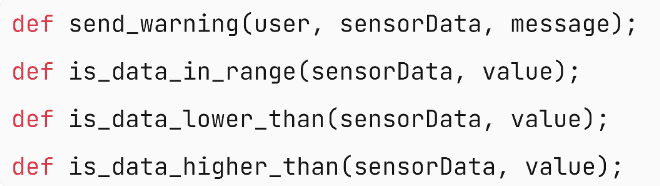 def send_warning(user, sensorData, message);
def is_data_in_range(sensorData, value);
def is_data_lower_than(sensorData, value);
def is_data_higher_than(sensorData, value);